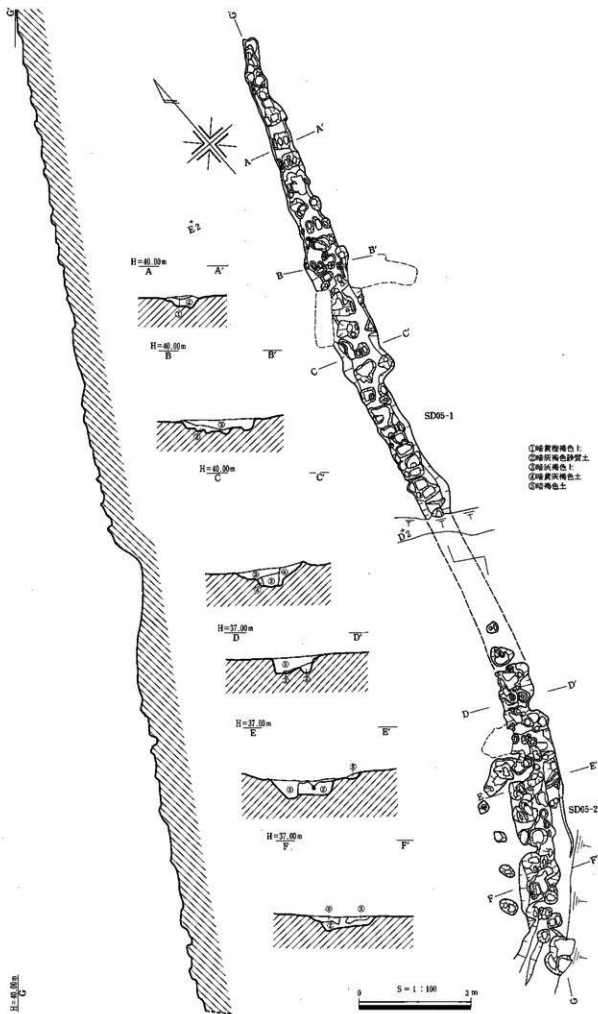 G'
G'
A'
A
E2
H=40.00m
A A'
B'
B
H=40.00m
B B'
C'
C
SD05-1
①暗黄橙褐色土
②暗灰褐色砂質土
③暗灰褐色土
④暗黄灰褐色土
⑤暗褐色土
H=40.00m
C C'
D2
H=37.00m
D D'
D'
D
H=37.00m
E E'
E'
E
SD05-2
H=37.00m
F F'
F'
F
H=40.00m
G
S=1:100
0 3m
G